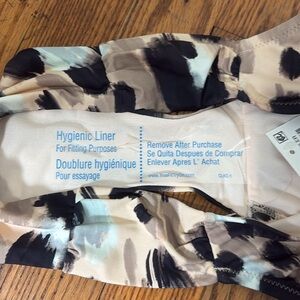 Hygienic Liner
For Fitting Purposes
Doublure hygiénique
Pour essayage
Remove After Purchase
Se Quita Despues de Comprar
Enlever Apres L' Achat